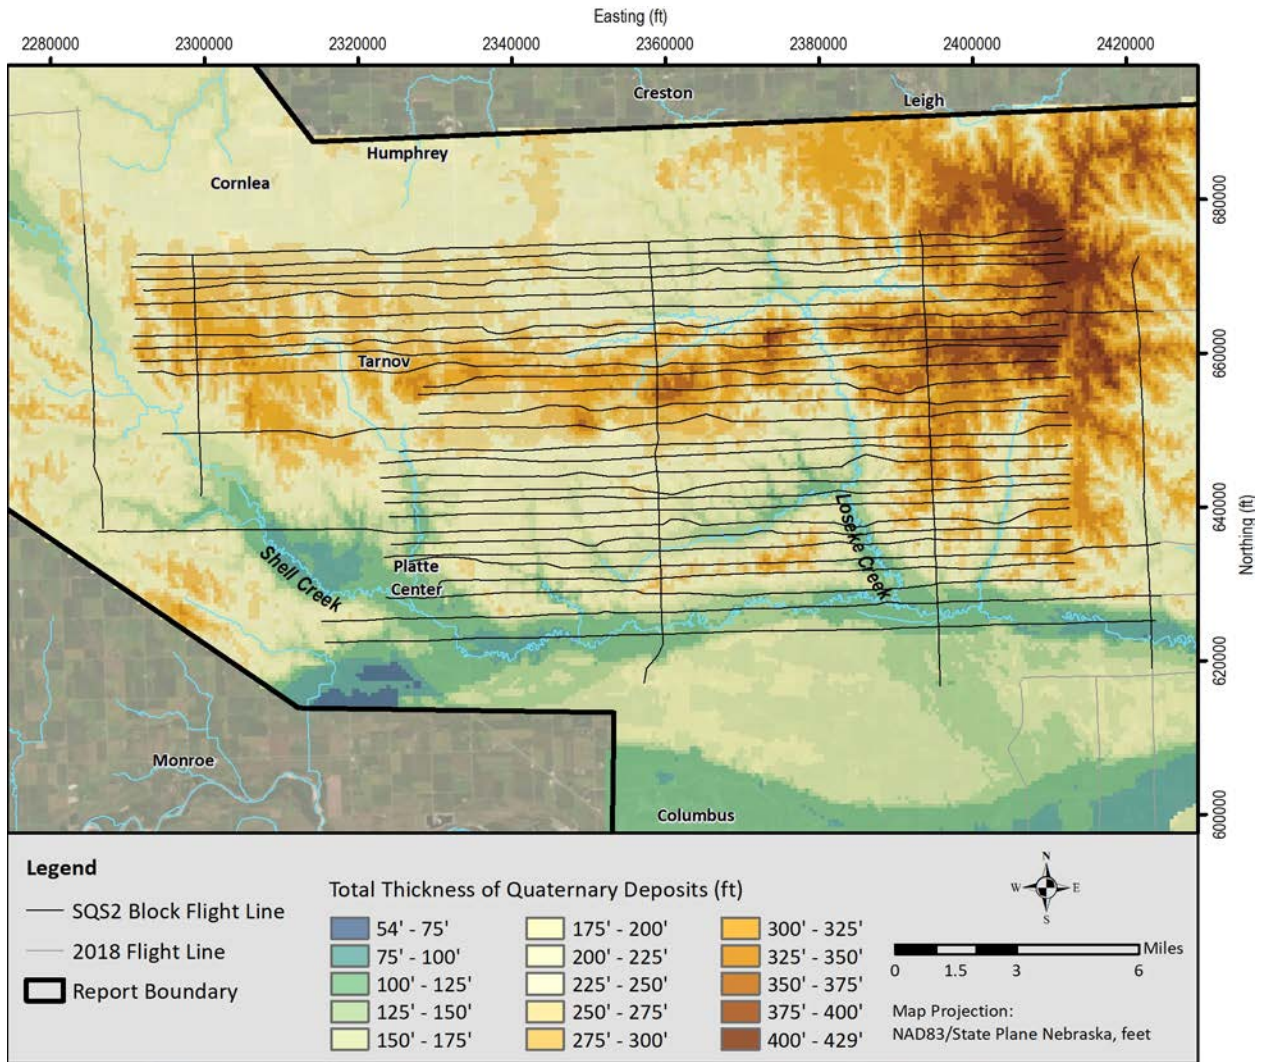 Easting (ft)
2280000 2300000 2320000 2340000 2360000 2380000 2400000 2420000
Creston
Leigh
Humphrey
Cornlea
680000
Tarnov
660000
640000
Northing (ft)
Loseke Creek
Shell Creek
Platte
Center
620000
Monroe
600000
Columbus
Legend
SQS2 Block Flight Line
2018 Flight Line
Report Boundary
Total Thickness of Quaternary Deposits (ft)
54' - 75'
75' - 100'
100' - 125'
125' - 150'
150' - 175'
175' - 200'
200' - 225'
225' - 250'
250' - 275'
275' - 300'
300' - 325'
325' - 350'
350' - 375'
375' - 400'
400' - 429'
N
W E
S
Miles
0 1.5 3 6
Map Projection:
NAD83/State Plane Nebraska, feet